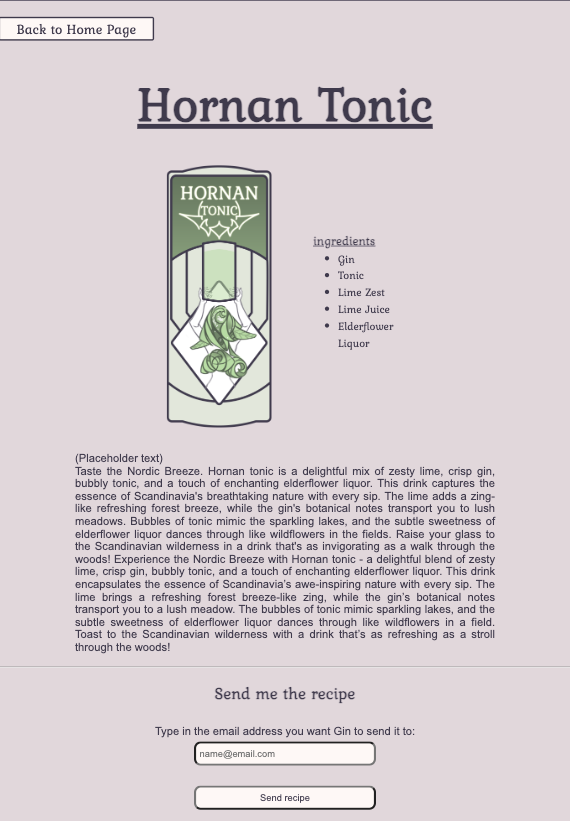 Back to Home Page
Hornan Tonic
HORNAN
TONIC
ingredients
Gin
Tonic
Lime Zest
Lime Juice
Elderflower
Liquor
(Placeholder text)
Taste the Nordic Breeze. Hornan tonic is a delightful mix of zesty lime, crisp gin,
bubbly tonic, and a touch of enchanting elderflower liquor. This drink captures the
essence of Scandinavia's breathtaking nature with every sip. The lime adds a zing-
like refreshing forest breeze, while the gin's botanical notes transport you to lush
meadows. Bubbles of tonic mimic the sparkling lakes, and the subtle sweetness of
elderflower liquor dances through like wildflowers in the fields. Raise your glass to
the Scandinavian wilderness in a drink that's as invigorating as a walk through the
woods! Experience the Nordic Breeze with Hornan tonic - a delightful blend of zesty
lime, crisp gin, bubbly tonic, and a touch of enchanting elderflower liquor. This drink
encapsulates the essence of Scandinavia's awe-inspiring nature with every sip. The
lime brings a refreshing forest breeze-like zing, while the gin's botanical notes
transport you to a lush meadow. The bubbles of tonic mimic sparkling lakes, and the
subtle sweetness of elderflower liquor dances through like wildflowers in a field.
Toast to the Scandinavian wilderness with a drink that's as refreshing as a stroll
through the woods!
Send me the recipe
Type in the email address you want Gin to send it to:
name@email.com
Send recipe